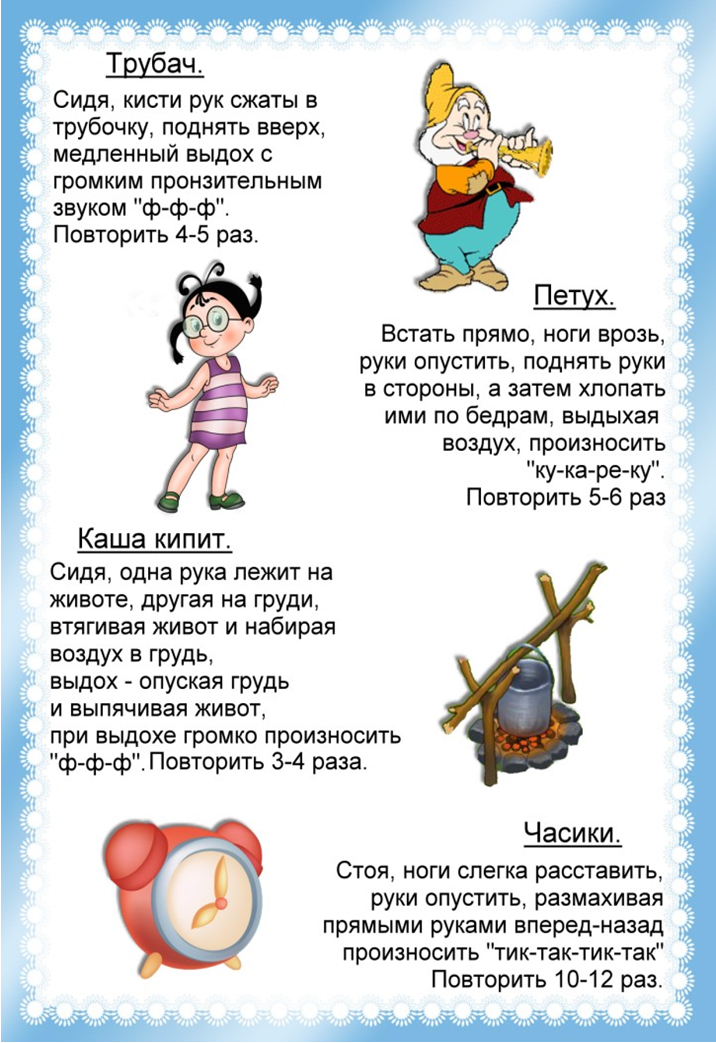 Трубач.
Сидя, кисти рук сжаты в
трубочку, поднять вверх,
медленный выдох с
громким пронзительным
звуком "ф-ф-ф".
Повторить 4-5 раз.
Петух.
Встать прямо, ноги врозь,
руки опустить, поднять руки
в стороны, а затем хлопать
ими по бедрам, выдыхая
воздух, произносить
"ку-ка-ре-ку".
Повторить 5-6 раз
Каша кипит.
Сидя, одна рука лежит на
животе, другая на груди,
втягивая живот и набирая
воздух в грудь,
выдох - опуская грудь
и выпячивая живот,
при выдохе громко произносить
"ф-ф-ф". Повторить 3-4 раза.
Часики.
Стоя, ноги слегка расставить,
руки опустить, размахивая
прямыми руками вперед-назад
произносить "тик-так-тик-так"
Повторить 10-12 раз.